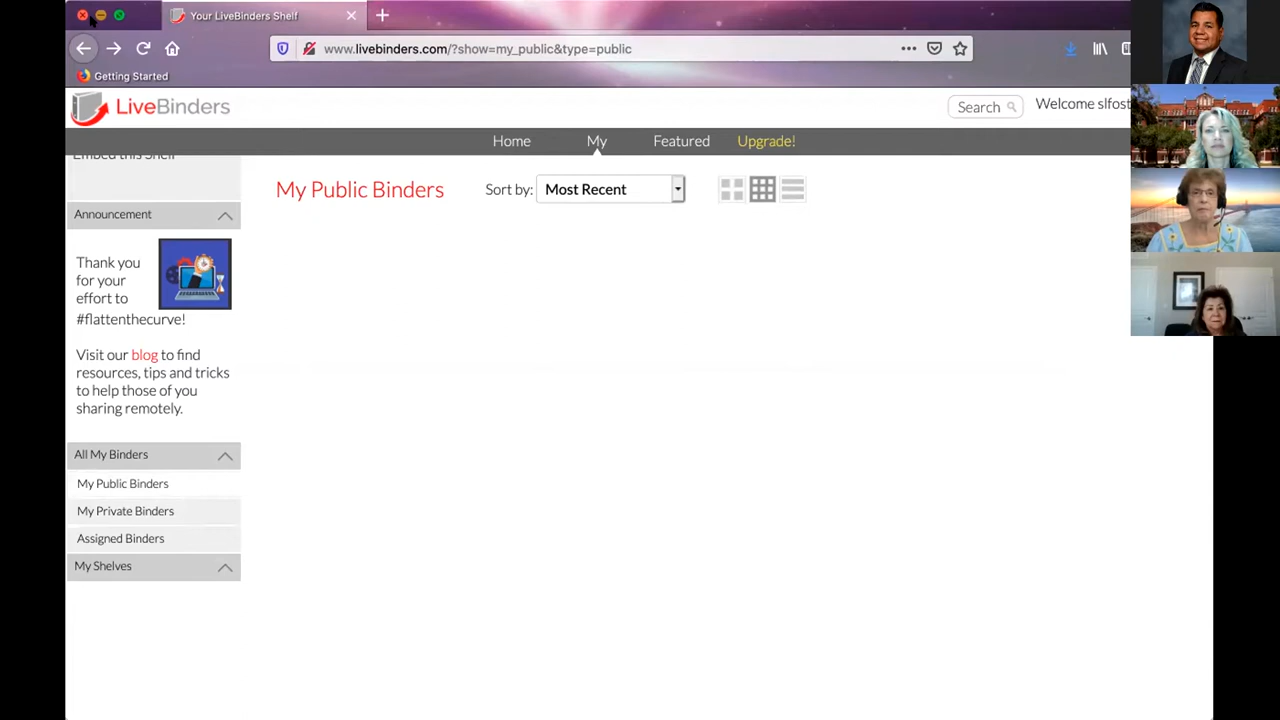 Your LiveBinders Shelf
www.livebinders.com/?show=my_public&type=public
Getting Started
LiveBinders
Search
Welcome slfost
Home My Featured Upgrade!
Embed this Shelf
My Public Binders
Sort by: Most Recent
Announcement
Thank you
for your
effort to
#flattenthecurve!
Visit our blog to find
resources, tips and tricks
to help those of you
sharing remotely.
All My Binders
My Public Binders
My Private Binders
Assigned Binders
My Shelves